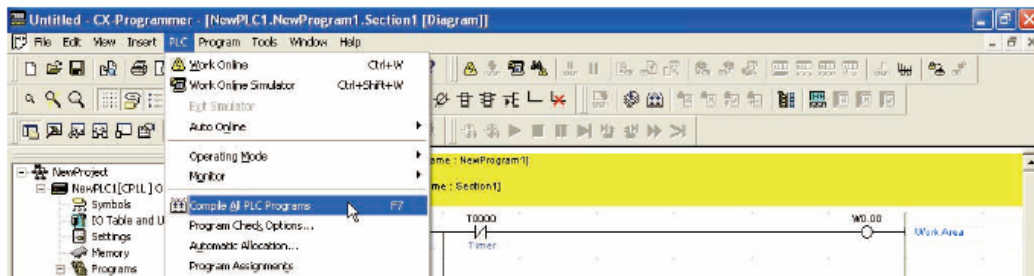 Untitled - CX-Programmer - [NewPLC1.NewProgram1.Section1 [Diagram]]
File Edit View Insert PLC Program Tools Window Help
Work Online Ctrl+W
Work Online Simulator Ctrl+Shift+W
Exit Simulator
Auto Online
Operating Mode
Monitor
Compile All PLC Programs F7
Program Check Options...
Automatic Allocation...
Program Assignments
NewProject
NewPLC1[CP1L] O
Symbols
IO Table and U
Settings
Memory
Programs
ame : NewProgram1]
me : Section1]
T0000
Timer
W0.00
Work Area